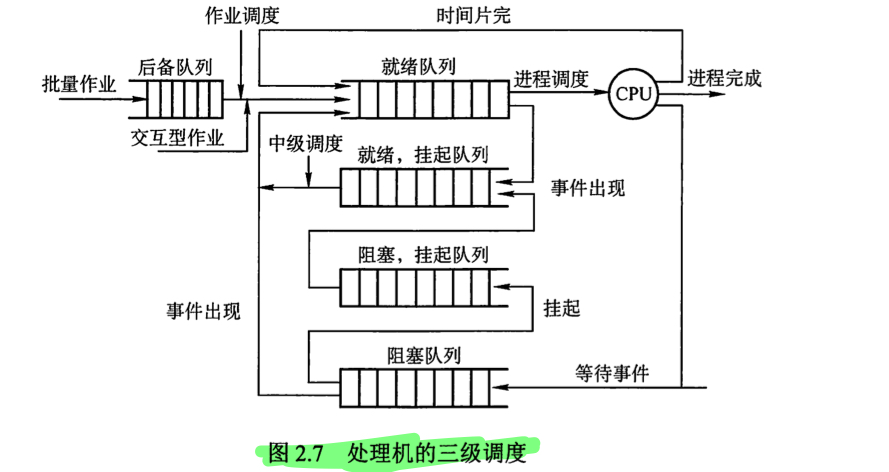 作业调度
时间片完
后备队列
就绪队列
批量作业
进程调度
CPU
进程完成
交互型作业
中级调度
就绪，挂起队列
事件出现
阻塞，挂起队列
事件出现
挂起
阻塞队列
等待事件
图 2.7 处理机的三级调度